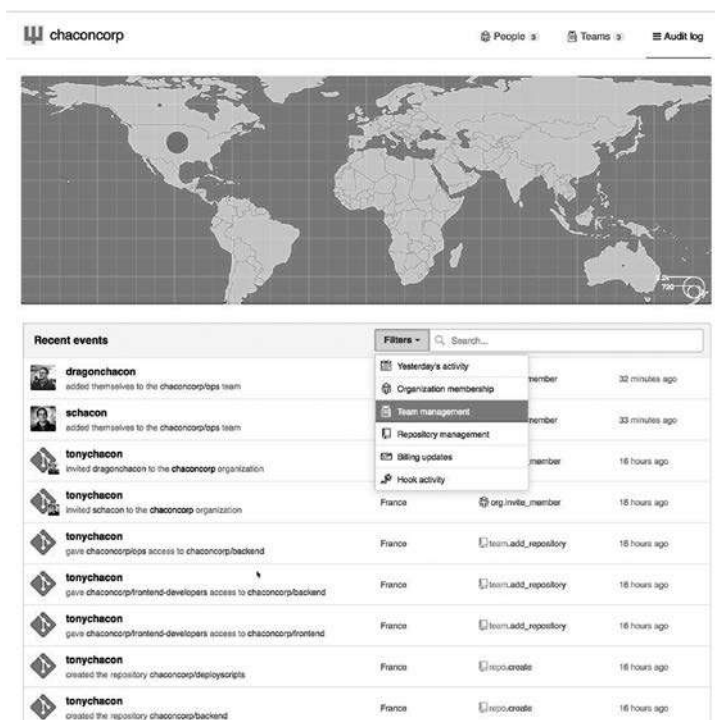 chaconcorp
People 3
Teams 3
Audit log
720
Recent events
Filters
Search...
Yesterday's activity
Organization membership
Team management
Repository management
Billing updates
Hook activity
dragonchacon
added themselves to the chaconcorp/ops team
member
32 minutes ago
schacon
added themselves to the chaconcorp/ops team
member
33 minutes ago
tonychacon
invited dragonchacon to the chaconcorp organization
member
16 hours ago
tonychacon
invited schacon to the chaconcorp organization
France
org.invite_member
16 hours ago
tonychacon
gave chaconcorp/ops access to chaconcorp/backend
France
team.add_repository
16 hours ago
tonychacon
gave chaconcorp/frontend-developers access to chaconcorp/backend
France
team.add_repository
16 hours ago
tonychacon
gave chaconcorp/frontend-developers access to chaconcorp/frontend
France
team.add_repository
16 hours ago
tonychacon
created the repository chaconcorp/deployscripts
France
repo.create
16 hours ago
tonychacon
created the repository chaconcorp/backend
France
repo.create
16 hours ago